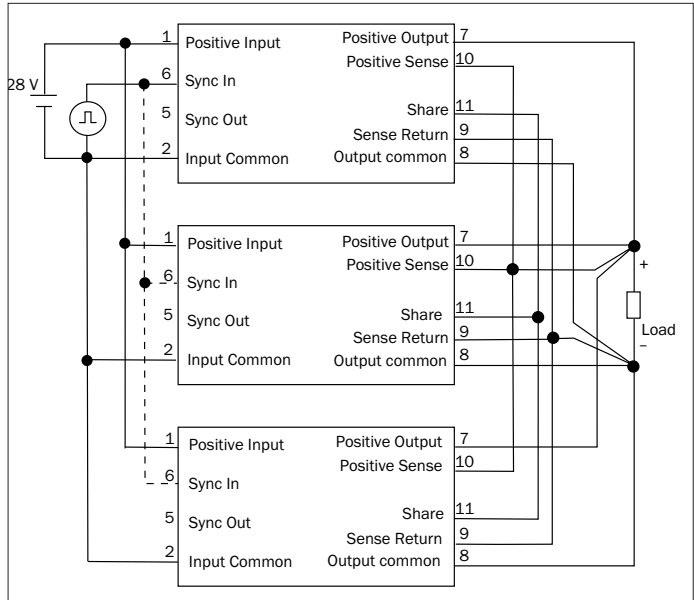 28 V
1 Positive Input Positive Output 7
Positive Sense 10
6 Sync In
Share 11
5 Sync Out
Sense Return 9
2 Input Common Output common 8
1 Positive Input Positive Output 7
Positive Sense 10
6 Sync In
Share 11
5 Sync Out
Sense Return 9
2 Input Common Output common 8
+
Load
–
1 Positive Input Positive Output 7
Positive Sense 10
6 Sync In
Share 11
5 Sync Out
Sense Return 9
2 Input Common Output common 8